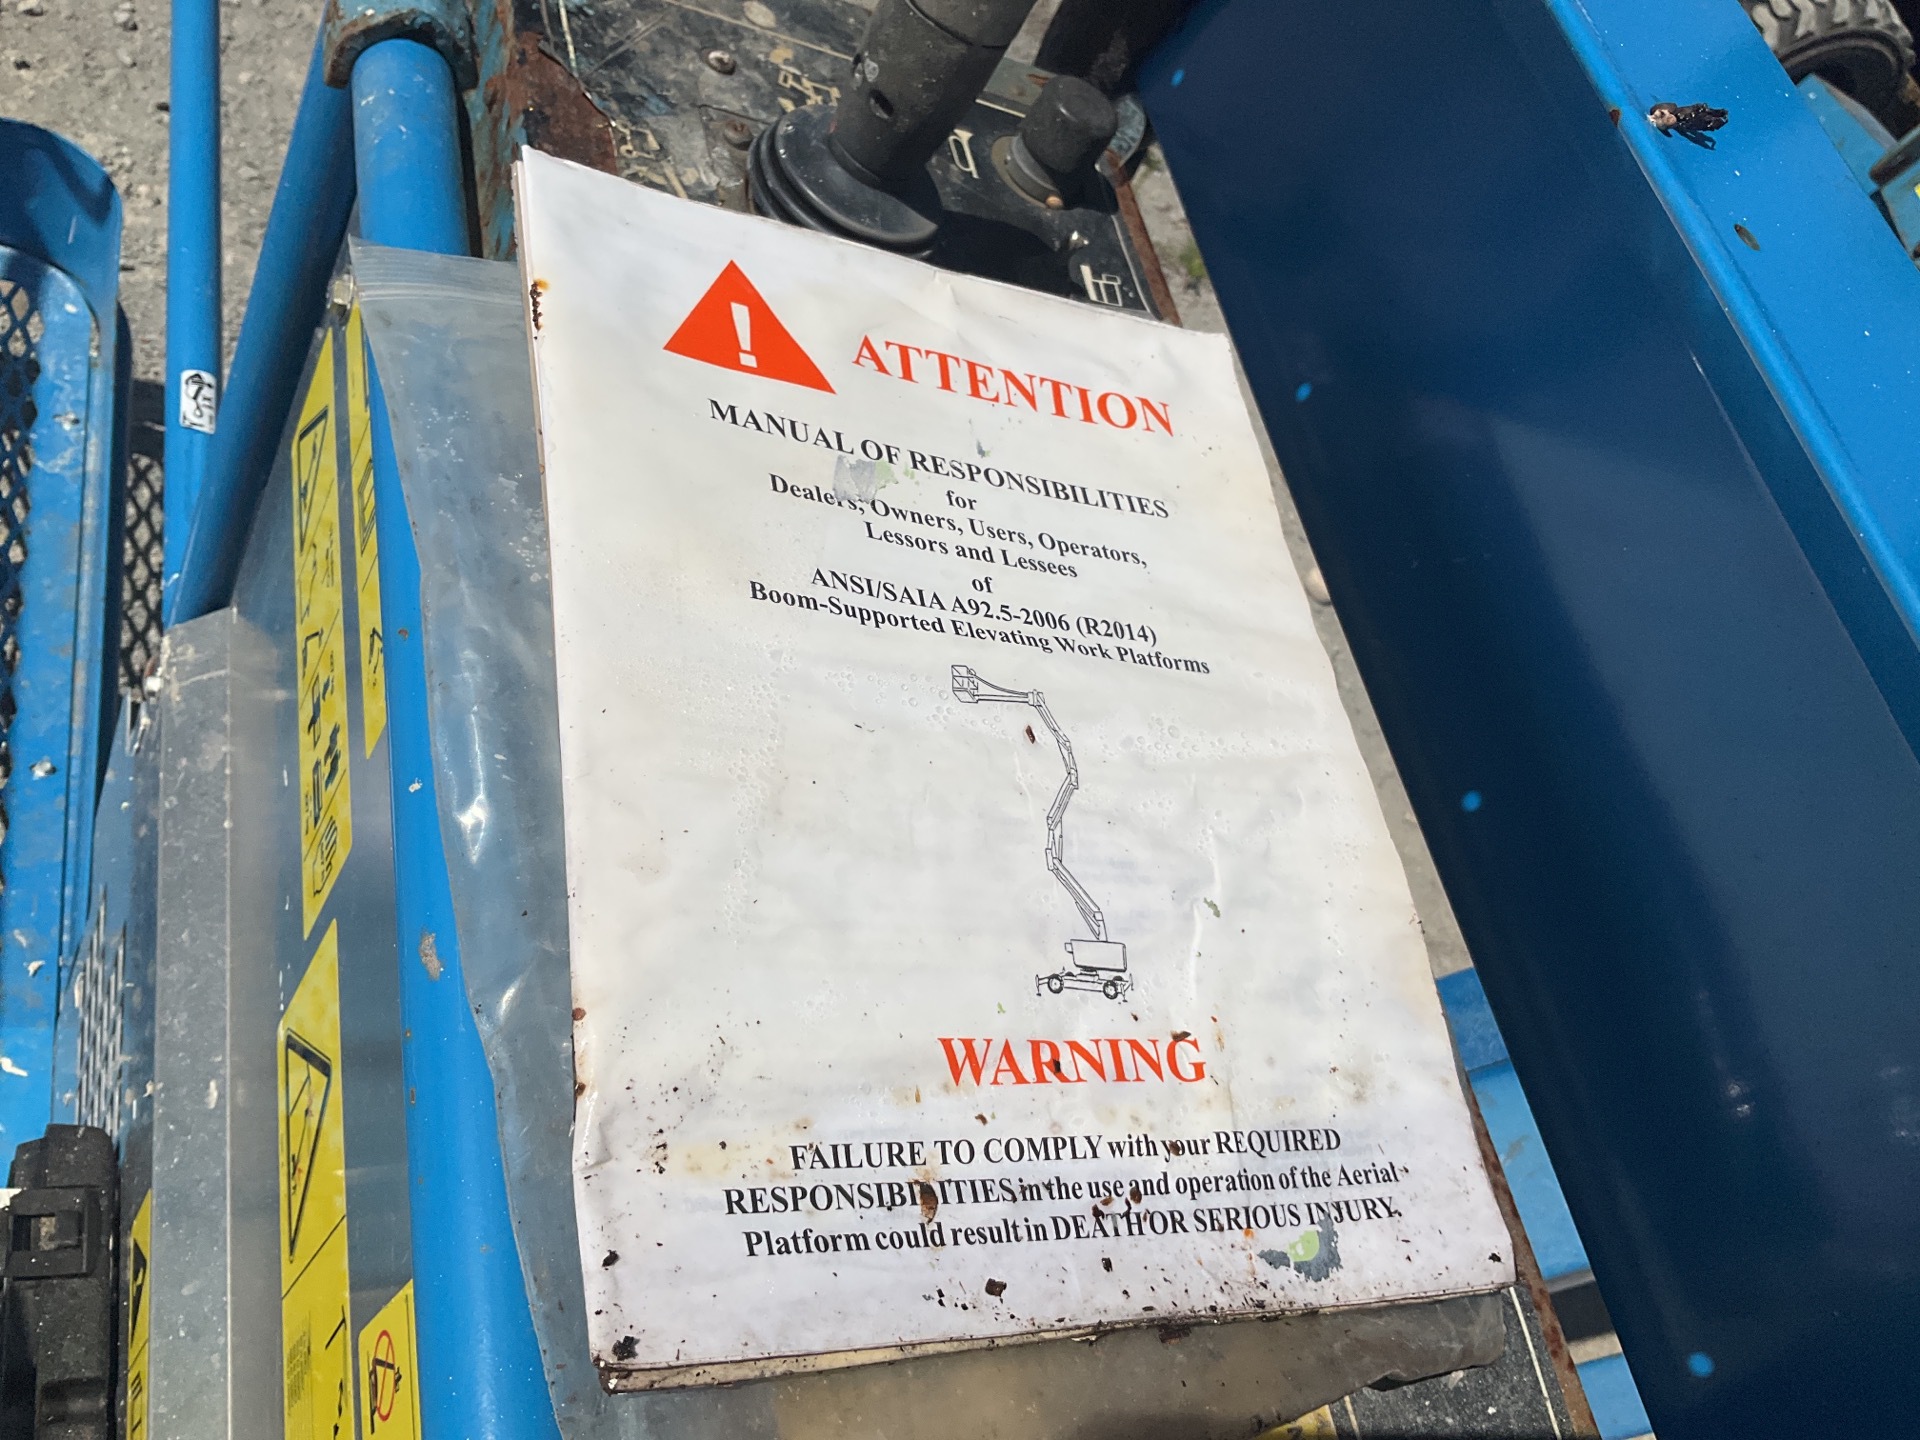 ATTENTION
MANUAL OF RESPONSIBILITIES
for
Dealers, Owners, Users, Operators,
Lessors and Lessees
of
ANSI/SAIA A92.5-2006 (R2014)
Boom-Supported Elevating Work Platforms
WARNING
FAILURE TO COMPLY with your REQUIRED
RESPONSIBILITIES in the use and operation of the Aerial
Platform could result in DEATH OR SERIOUS INJURY.